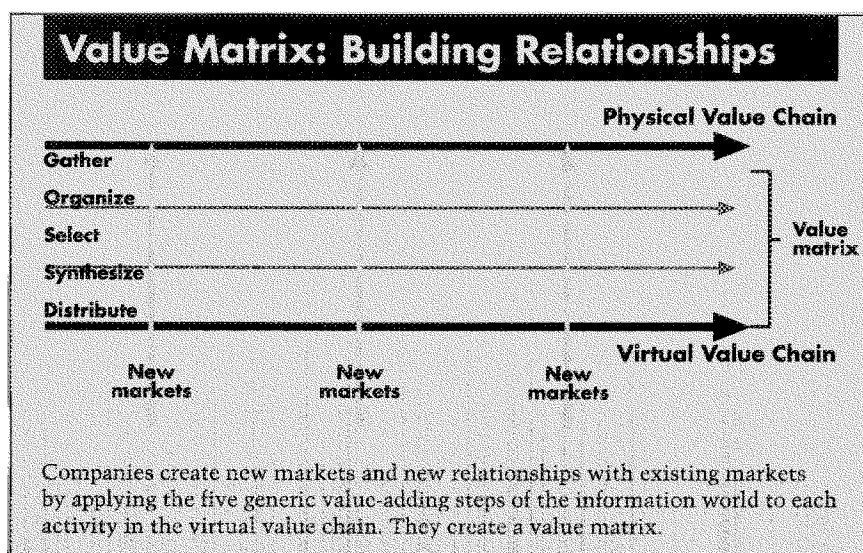 Value Matrix: Building Relationships
Physical Value Chain
Gather
Organize
Select
Synthesize
Distribute
Value
matrix
Virtual Value Chain
New
markets
New
markets
New
markets
Companies create new markets and new relationships with existing markets
by applying the five generic value-adding steps of the information world to each
activity in the virtual value chain. They create a value matrix.